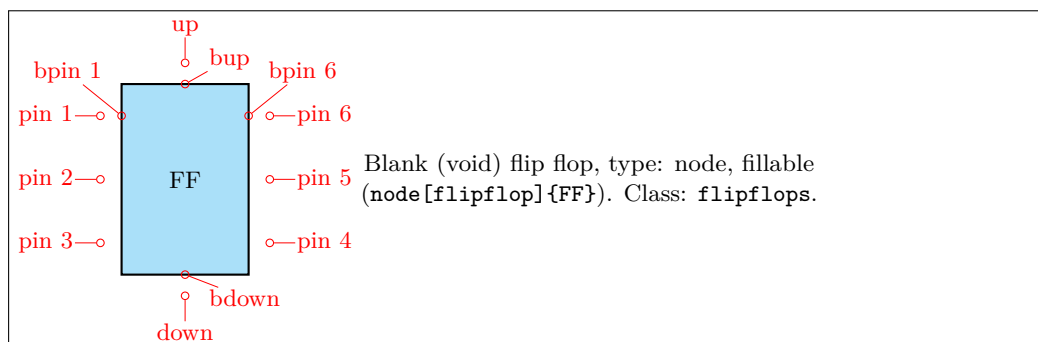 up
bup
bpin 1
bpin 6
pin 1
pin 6
pin 2
FF
pin 5
pin 3
pin 4
bdown
down
Blank (void) flip flop, type: node, fillable
(node[flipflop]{FF}). Class: flipflops.